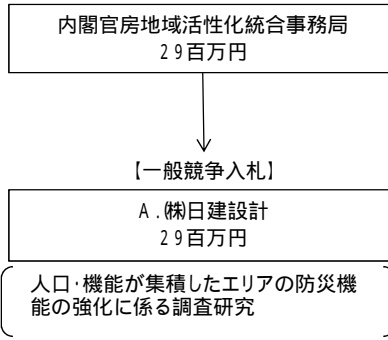 内閣官房地域活性化統合事務局
29百万円
【一般競争入札】
A.㈱日建設計
29百万円
人口・機能が集積したエリアの防災機
能の強化に係る調査研究